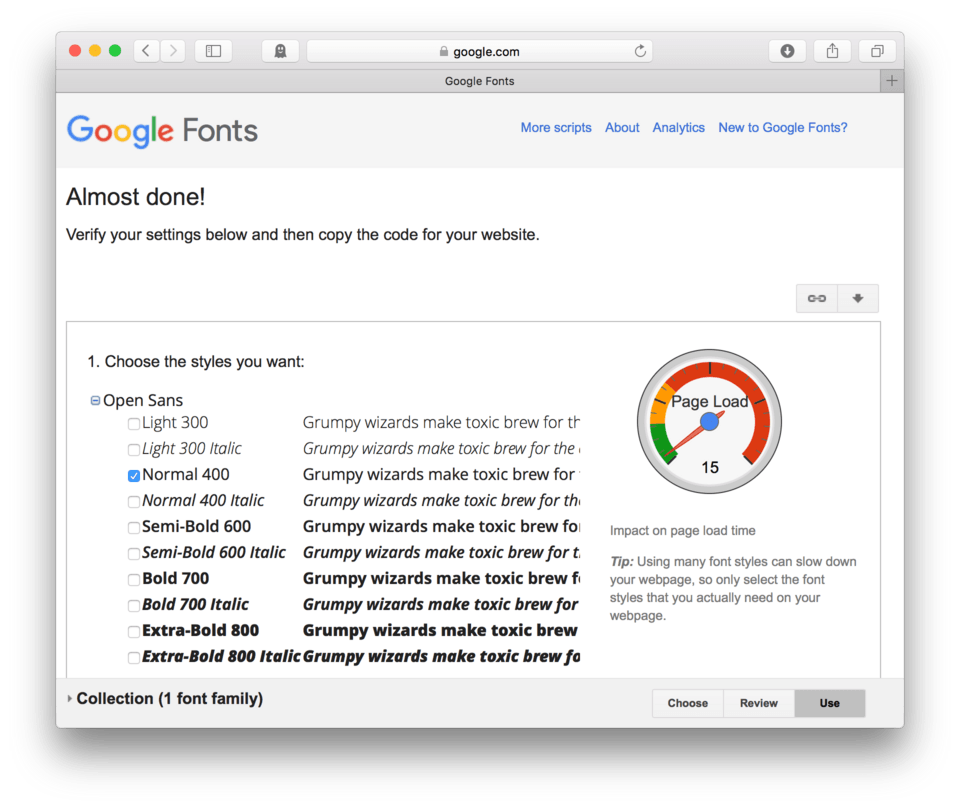 google.com
Google Fonts
Google Fonts
More scripts About Analytics New to Google Fonts?
Almost done!
Verify your settings below and then copy the code for your website.
1. Choose the styles you want:
Open Sans
Light 300 Grumpy wizards make toxic brew for th
Light 300 Italic Grumpy wizards make toxic brew for the
Normal 400 Grumpy wizards make toxic brew for
Normal 400 Italic Grumpy wizards make toxic brew for the
Semi-Bold 600 Grumpy wizards make toxic brew for
Semi-Bold 600 Italic Grumpy wizards make toxic brew for
Bold 700 Grumpy wizards make toxic brew
Bold 700 Italic Grumpy wizards make toxic brew for
Extra-Bold 800 Grumpy wizards make toxic brew
Extra-Bold 800 Italic Grumpy wizards make toxic brew
Page Load
15
Impact on page load time
Tip: Using many font styles can slow down
your webpage, so only select the font
styles that you actually need on your
webpage.
Collection (1 font family)
Choose Review Use